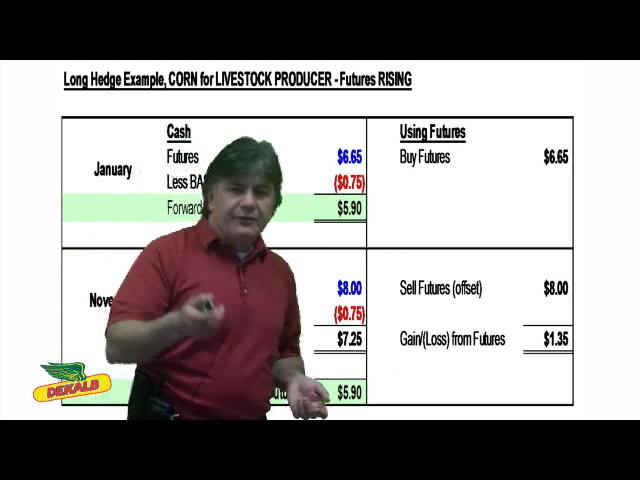 Long Hedge Example, CORN for LIVESTOCK PRODUCER - Futures RISING
Cash Using Futures
January Futures $6.65 Buy Futures $6.65
Less BAS ($0.75)
Forward $5.90
Nove $8.00 Sell Futures (offset) $8.00
($0.75)
$7.25 Gain/(Loss) from Futures $1.35
$5.90
DEKALB